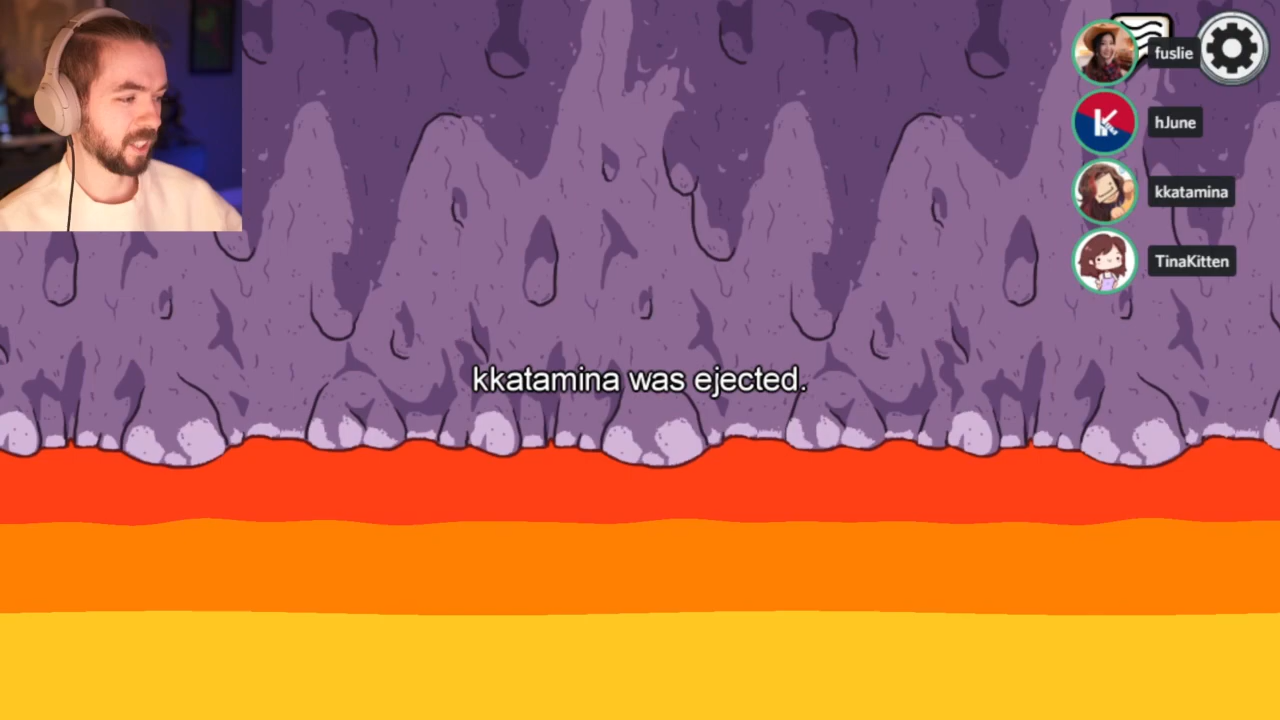 fuslie
hJune
kkatamina
TinaKitten
kkatamina was ejected.